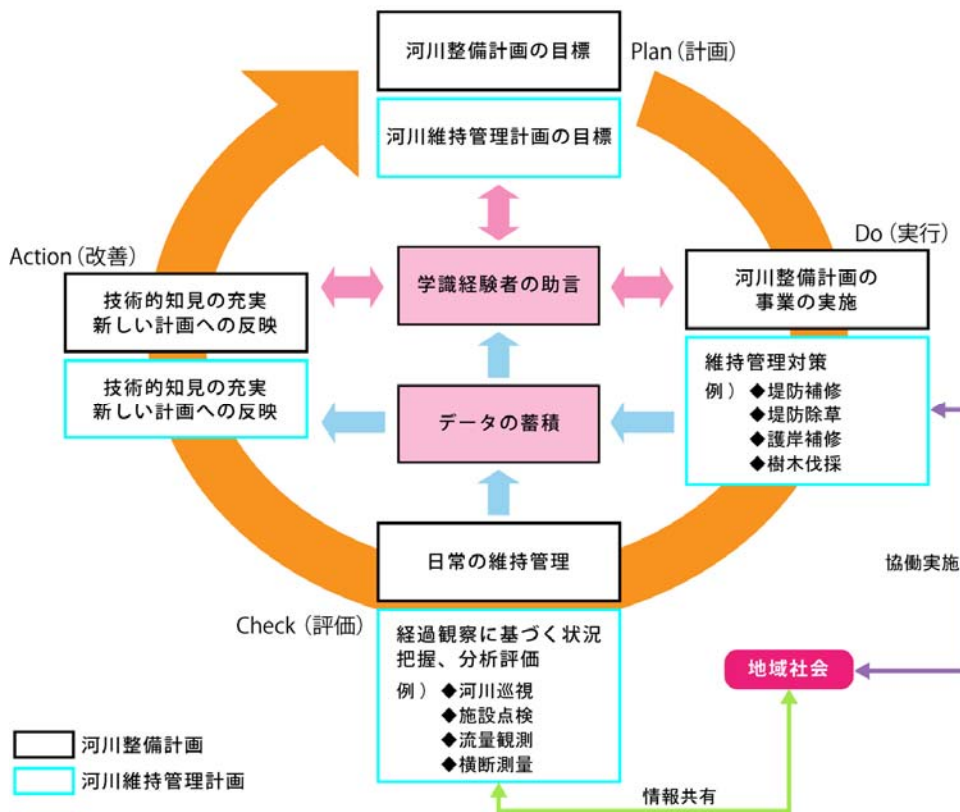 河川整備計画の目標
Plan（計画）
河川維持管理計画の目標
Do（実行）
Action（改善）
学識経験者の助言
河川整備計画の
事業の実施
技術的知見の充実
新しい計画への反映
維持管理対策
例）◆堤防補修
◆堤防除草
◆護岸補修
◆樹木伐採
技術的知見の充実
新しい計画への反映
データの蓄積
日常の維持管理
協働実施
Check（評価）
経過観察に基づく状況
把握、分析評価
例）◆河川巡視
◆施設点検
◆流量観測
◆横断測量
地域社会
河川整備計画
河川維持管理計画
情報共有